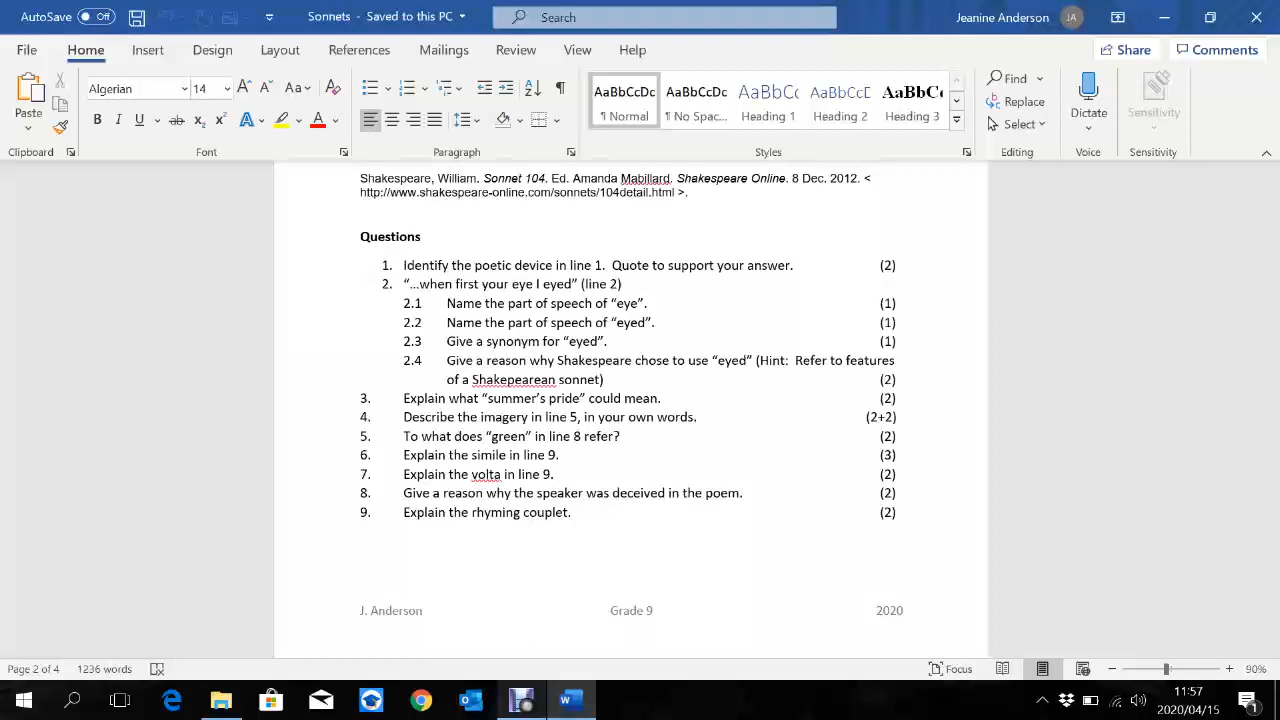 AutoSave Off Sonnets - Saved to this PC Search Jeanine Anderson JA
File Home Insert Design Layout References Mailings Review View Help Share Comments
Paste Algerian 14 AaBbCcDc AaBbCcDc AaBbCc AaBbCcD AaBbCc Find Replace Select Dictate Sensitivity
¶ Normal ¶ No Spac... Heading 1 Heading 2 Heading 3
Clipboard Font Paragraph Styles Editing Voice Sensitivity
Shakespeare, William. Sonnet 104. Ed. Amanda Mabillard. Shakespeare Online. 8 Dec. 2012. <
http://www.shakespeare-online.com/sonnets/104detail.html >.
Questions
1. Identify the poetic device in line 1. Quote to support your answer. (2)
2. “…when first your eye I eyed” (line 2)
2.1 Name the part of speech of “eye”. (1)
2.2 Name the part of speech of “eyed”. (1)
2.3 Give a synonym for “eyed”. (1)
2.4 Give a reason why Shakespeare chose to use “eyed” (Hint: Refer to features
of a Shakepearean sonnet) (2)
3. Explain what “summer’s pride” could mean. (2)
4. Describe the imagery in line 5, in your own words. (2+2)
5. To what does “green” in line 8 refer? (2)
6. Explain the simile in line 9. (3)
7. Explain the volta in line 9. (2)
8. Give a reason why the speaker was deceived in the poem. (2)
9. Explain the rhyming couplet. (2)
J. Anderson Grade 9 2020
Page 2 of 4 1236 words Focus 90%
11:57
2020/04/15